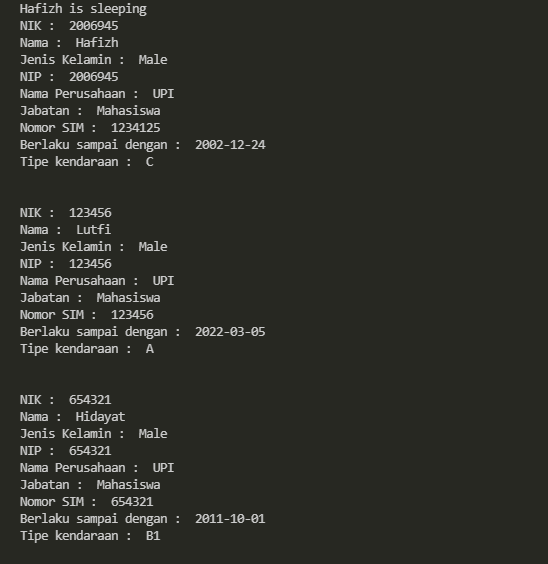 Hafizh is sleeping
NIK :  2006945
Nama :  Hafizh
Jenis Kelamin :  Male
NIP :  2006945
Nama Perusahaan :  UPI
Jabatan :  Mahasiswa
Nomor SIM :  1234125
Berlaku sampai dengan :  2002-12-24
Tipe kendaraan :  C
NIK :  123456
Nama :  Lutfi
Jenis Kelamin :  Male
NIP :  123456
Nama Perusahaan :  UPI
Jabatan :  Mahasiswa
Nomor SIM :  123456
Berlaku sampai dengan :  2022-03-05
Tipe kendaraan :  A
NIK :  654321
Nama :  Hidayat
Jenis Kelamin :  Male
NIP :  654321
Nama Perusahaan :  UPI
Jabatan :  Mahasiswa
Nomor SIM :  654321
Berlaku sampai dengan :  2011-10-01
Tipe kendaraan :  B1